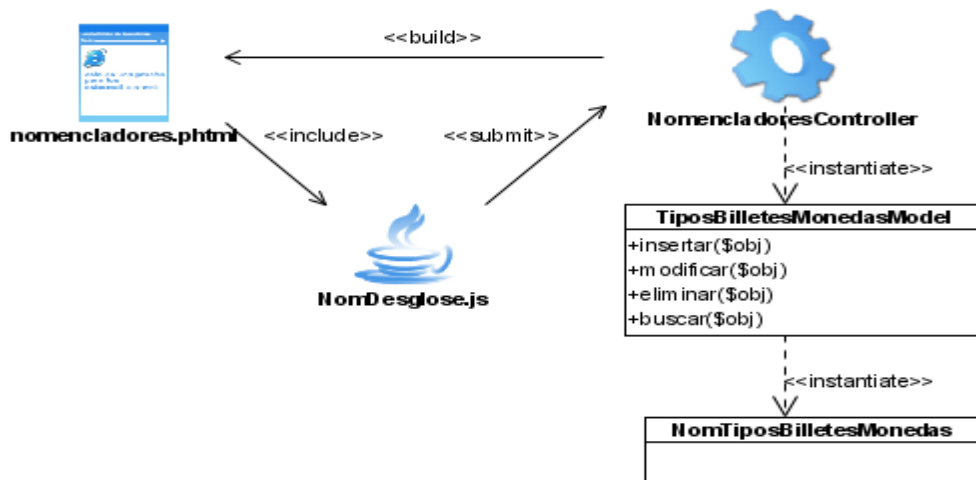 <<build>>
nomencladores.phtml
<<include>>
<<submit>>
NomencladoresController
<<instantiate>>
NomDesglose.js
TiposBilletesMonedasModel
+insertar($obj)
+modificar($obj)
+eliminar($obj)
+buscar($obj)
<<instantiate>>
NomTiposBilletesMonedas